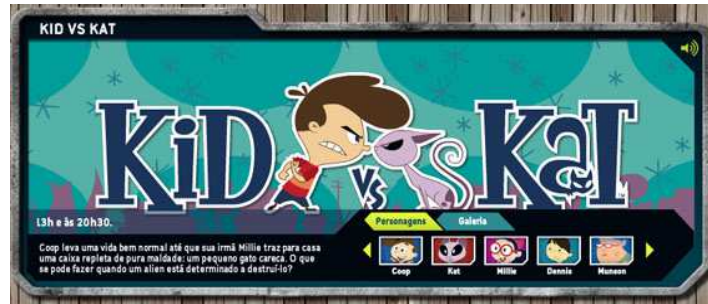 KID VS KAT
KiD VS KaT
13h e às 20h30.
Personagens
Galeria
Coop leva uma vida bem normal até que sua irmã Millie traz para casa
uma caixa repleta de pura maldade: um pequeno gato careca. O que
se pode fazer quando um alien está determinado a destruí-lo?
Coop
Kat
Millie
Dennis
Munson